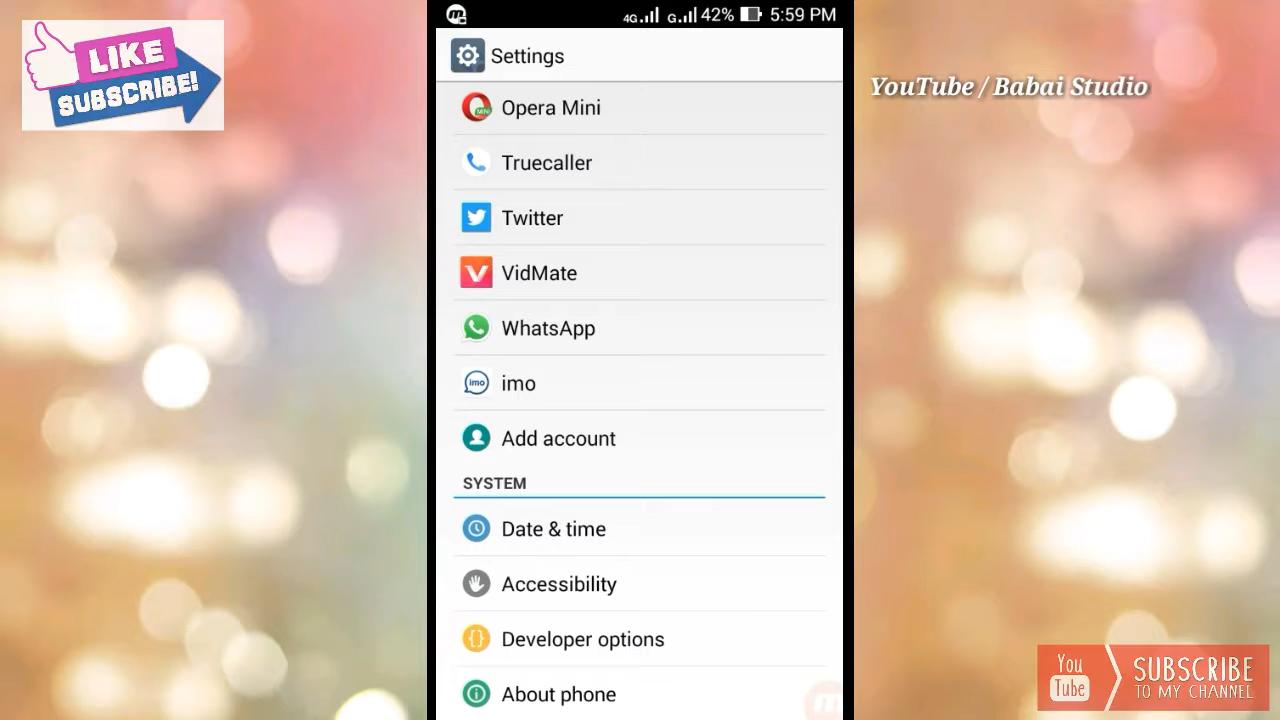 LIKE
SUBSCRIBE!
4G G 42% 5:59 PM
Settings
YouTube / Babai Studio
Opera Mini
Truecaller
Twitter
VidMate
WhatsApp
imo
imo
Add account
SYSTEM
Date & time
Accessibility
Developer options
About phone
You
Tube
SUBSCRIBE
TO MY CHANNEL